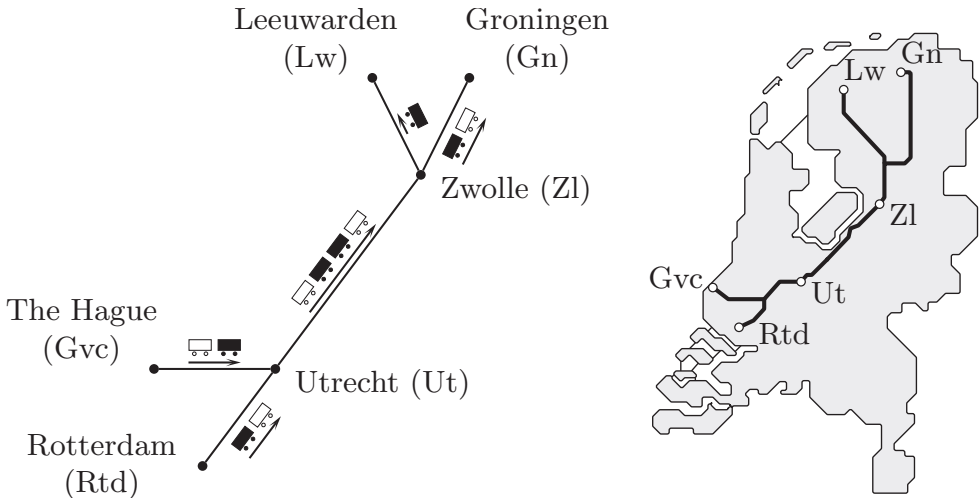 Leeuwarden
(Lw)
Groningen
(Gn)
Zwolle (Zl)
The Hague
(Gvc)
Utrecht (Ut)
Rotterdam
(Rtd)
Gn
Lw
Zl
Gvc
Ut
Rtd